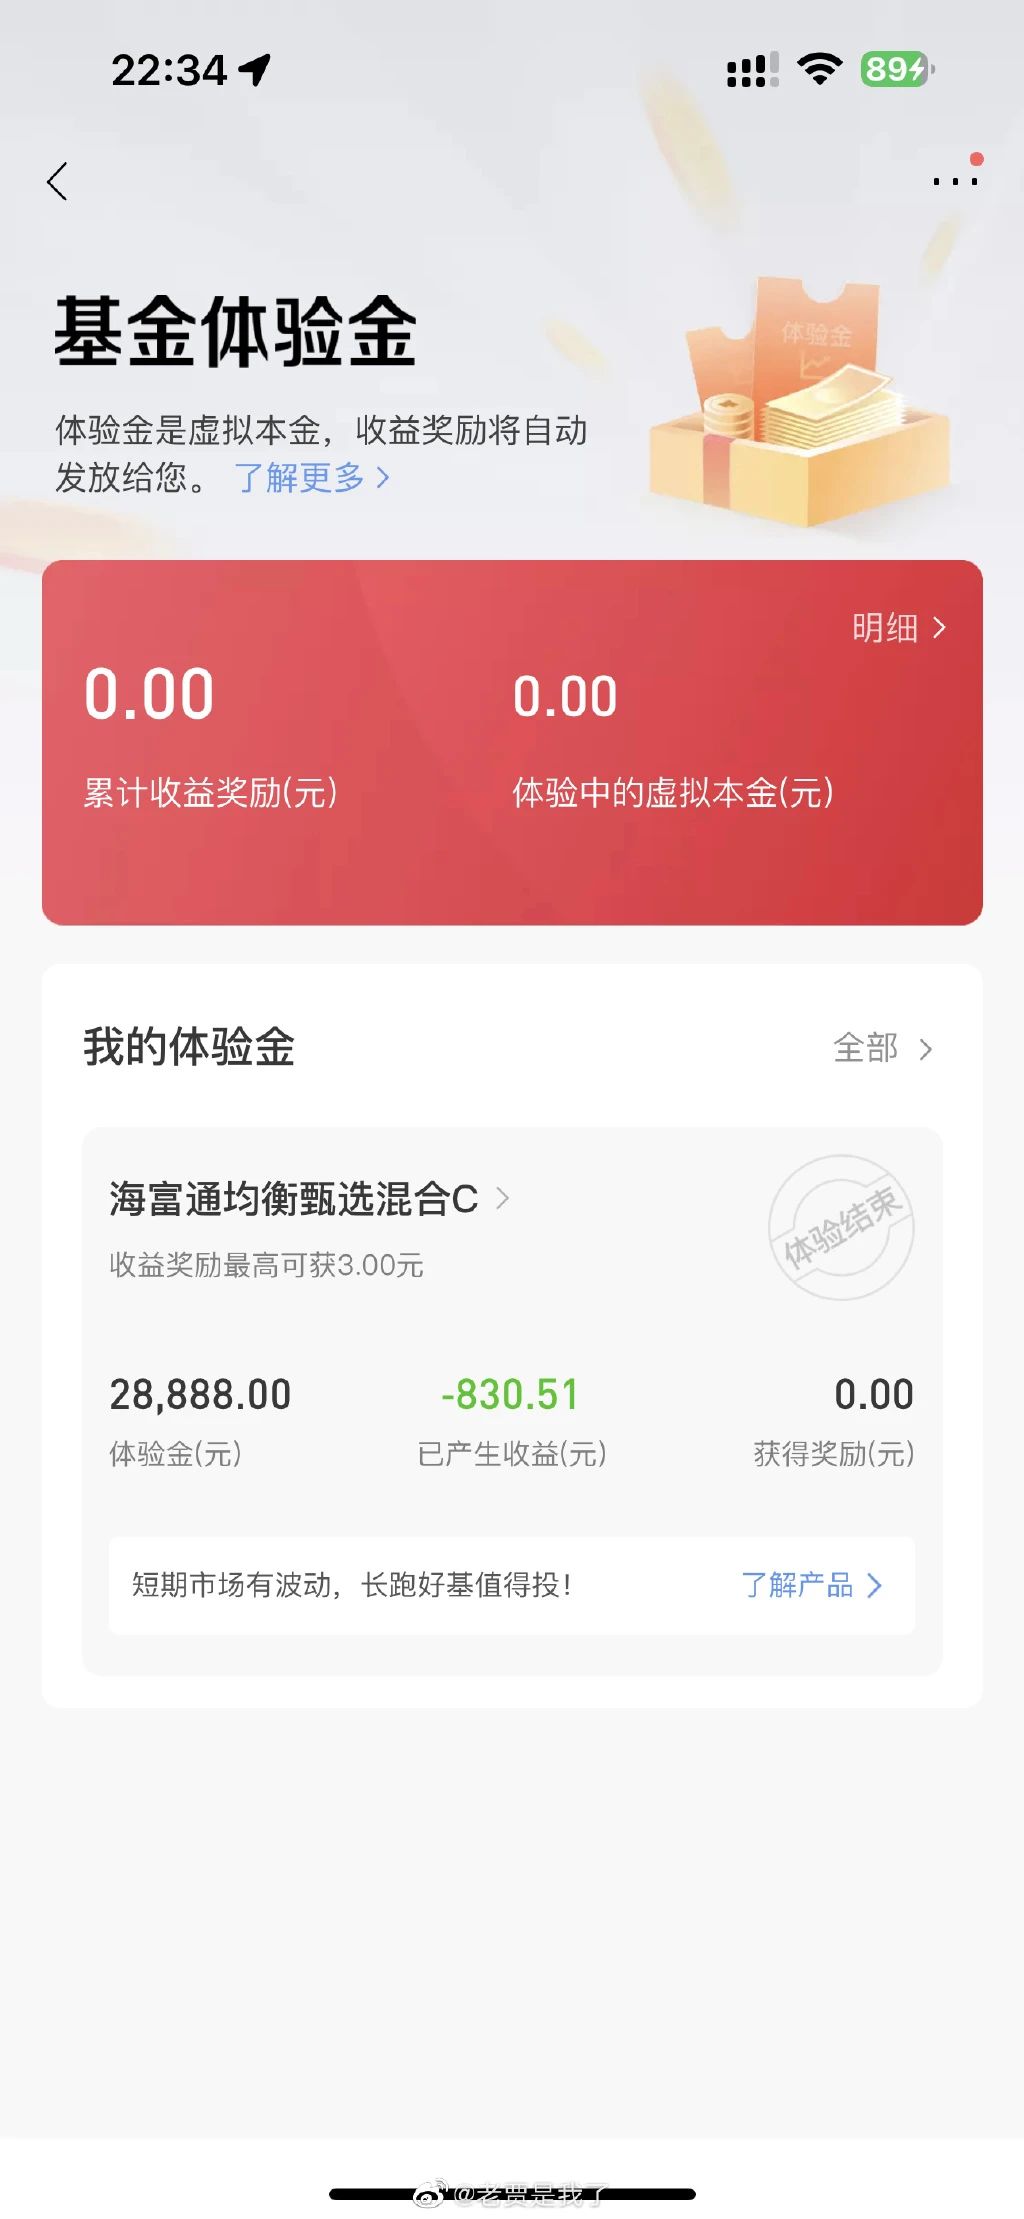 22:34
89
基金体验金
体验金
体验金是虚拟本金，收益奖励将自动
发放给您。 了解更多
明细
0.00 0.00
累计收益奖励(元) 体验中的虚拟本金(元)
我的体验金 全部
海富通均衡甄选混合C
体验结束
收益奖励最高可获3.00元
28,888.00 -830.51 0.00
体验金(元) 已产生收益(元) 获得奖励(元)
短期市场有波动，长跑好基值得投！ 了解产品
@老贾是我了